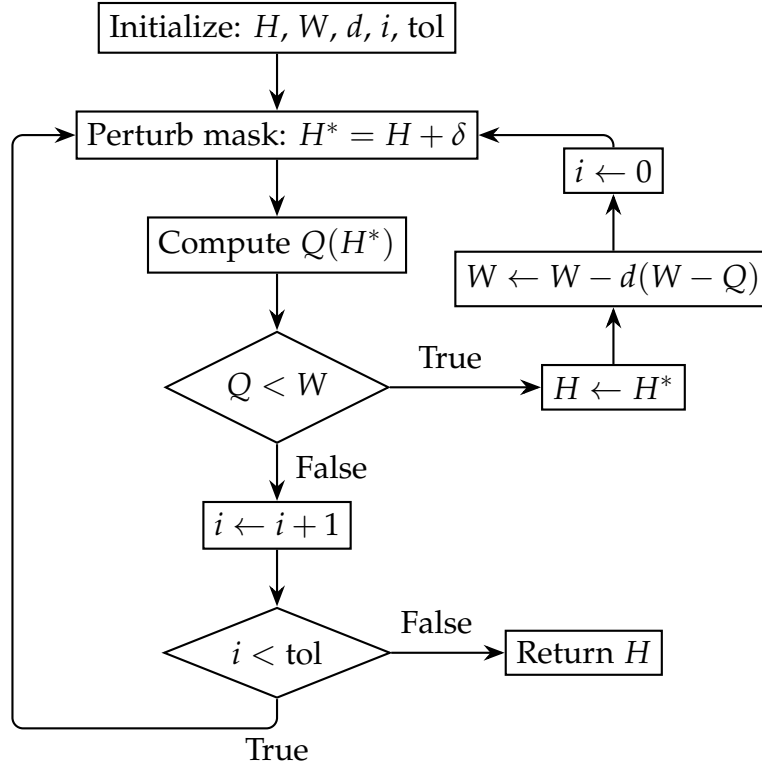 Initialize: H, W, d, i, tol
Perturb mask: H* = H + δ
i ← 0
Compute Q(H*)
W ← W − d(W − Q)
Q < W
True
H ← H*
False
i ← i + 1
i < tol
False
Return H
True